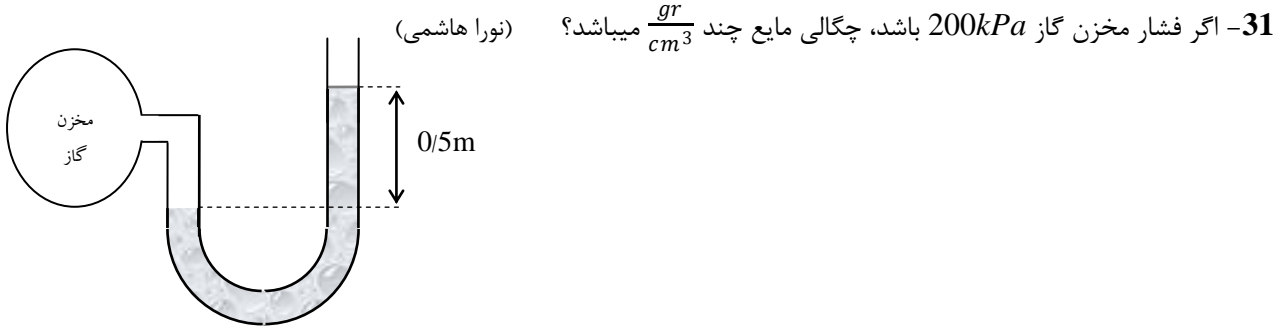 31- اگر فشار مخزن گاز 200kPa باشد، چگالی مایع چند gr/cm³ میباشد؟ (نورا هاشمی)
مخزن
گاز
0/5m